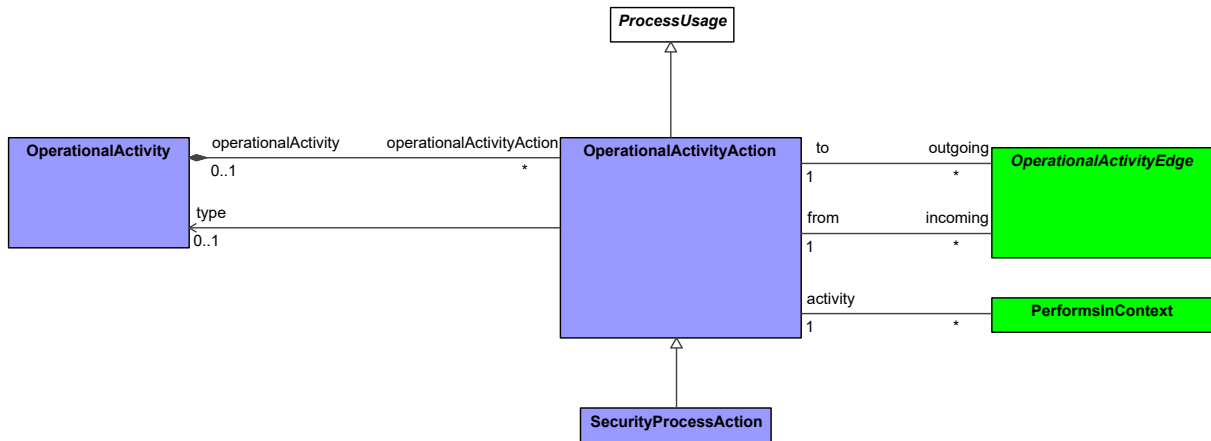 ProcessUsage
OperationalActivity
operationalActivity
0..1
operationalActivityAction
*
type
0..1
OperationalActivityAction
to
1
outgoing
*
from
1
incoming
*
activity
1
*
OperationalActivityEdge
PerformsInContext
SecurityProcessAction